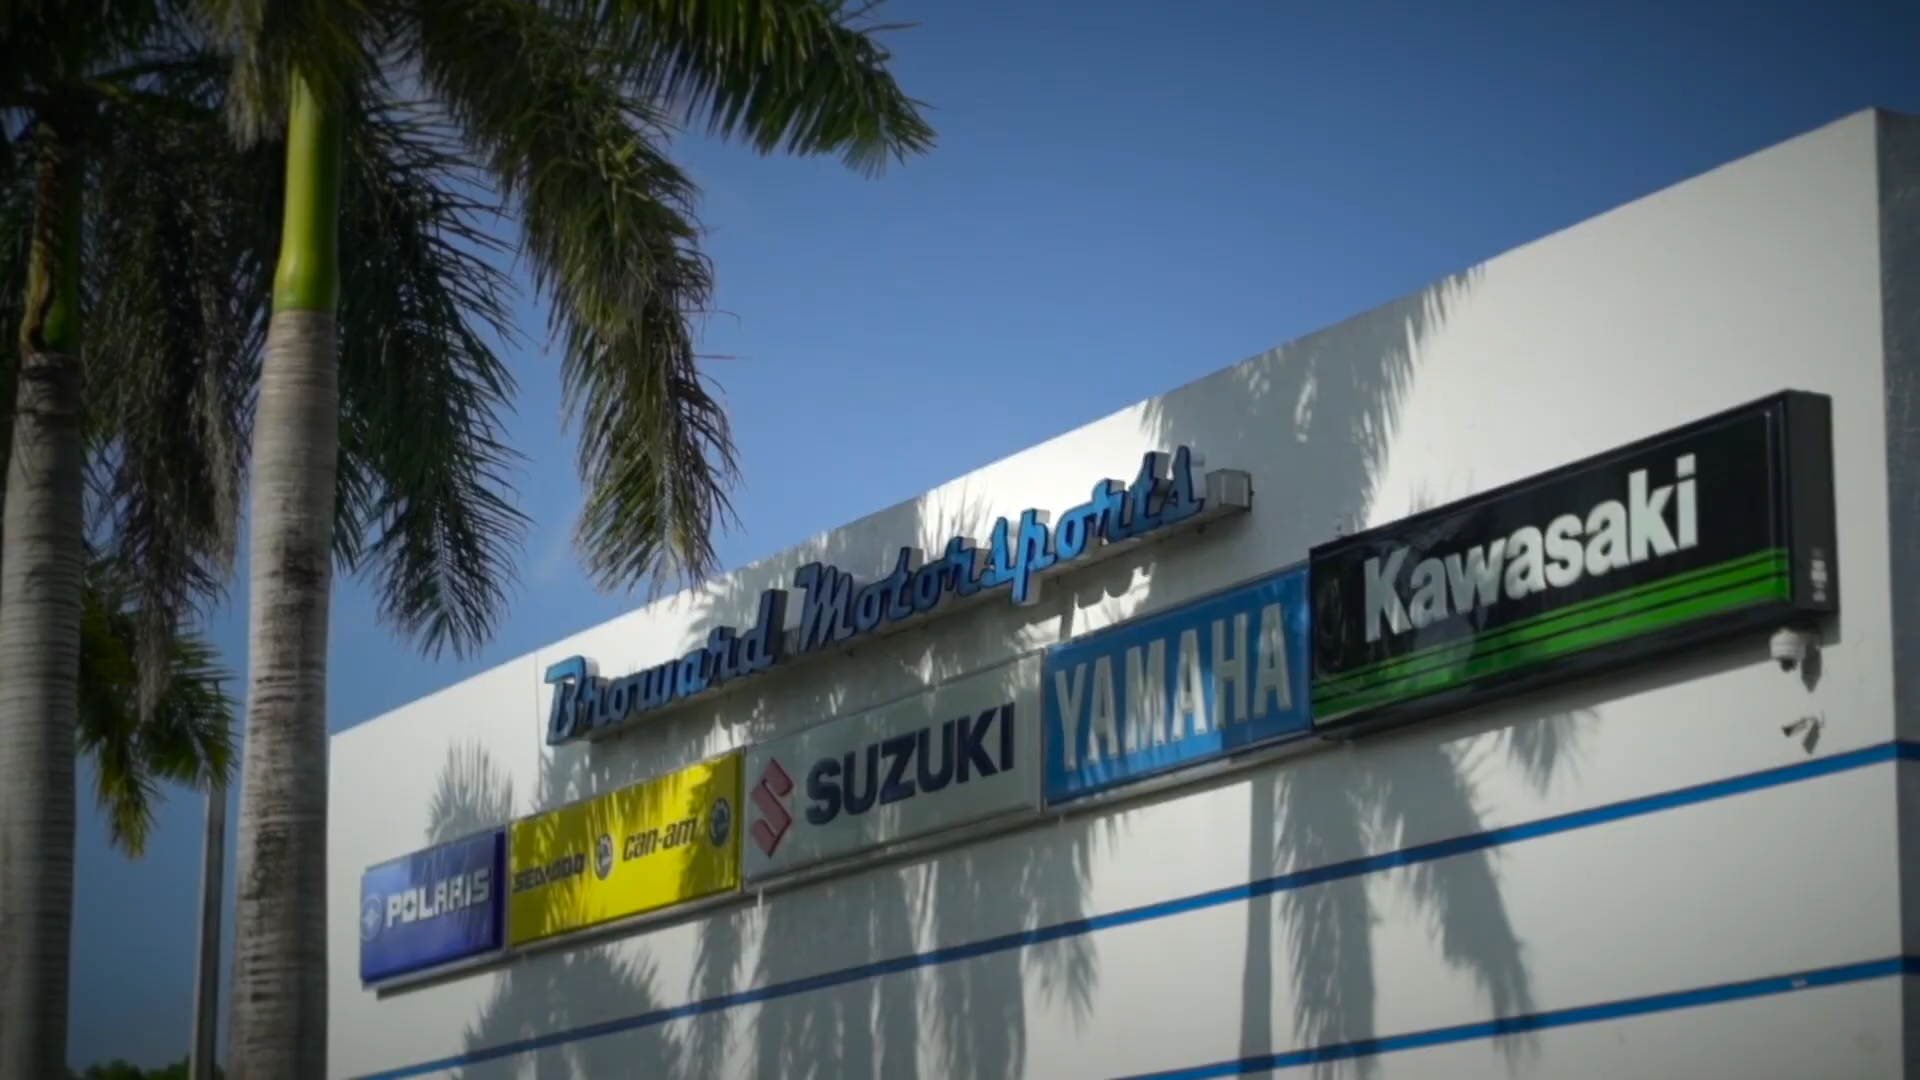 Broward Motorsports
POLARIS
SEA-DOO can-am
SUZUKI
YAMAHA
Kawasaki